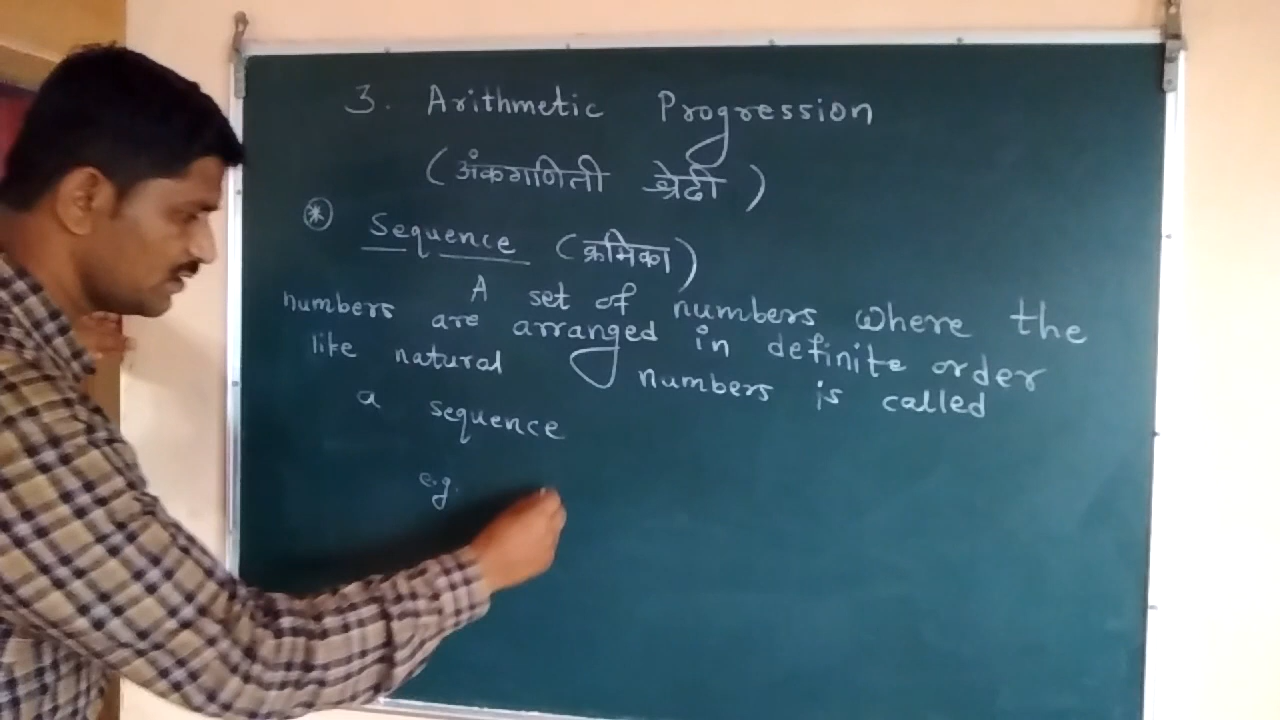 3. Arithmetic Progression
(अंकगणिती श्रेढी)
* Sequence (क्रमिका)
A set of numbers where the
numbers are arranged in definite order
like natural numbers is called
a sequence
e.g.